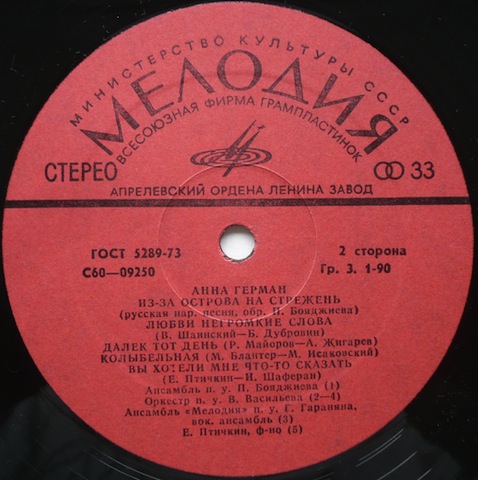 МИНИСТЕРСТВО КУЛЬТУРЫ СССР
МЕЛОДИЯ
ВСЕСОЮЗНАЯ ФИРМА ГРАМПЛАСТИНОК
СТЕРЕО 33
АПРЕЛЕВСКИЙ ОРДЕНА ЛЕНИНА ЗАВОД
ГОСТ 5289-73 2 сторона
С60—09250 Гр. 3. 1-90
АННА ГЕРМАН
ИЗ-ЗА ОСТРОВА НА СТРЕЖЕНЬ
(русская нар. песня, обр. П. Бояджиева)
ЛЮБВИ НЕГРОМКИЕ СЛОВА
(В. Шаинский—Б. Дубровин)
ДАЛЕК ТОТ ДЕНЬ (Р. Майоров—А. Жигарев)
КОЛЫБЕЛЬНАЯ (М. Блантер—М. Исаковский)
ВЫ ХОТЕЛИ МНЕ ЧТО-ТО СКАЗАТЬ
(Е. Птичкин—И. Шаферан)
Ансамбль п. у. П. Бояджиева (1)
Оркестр п. у. В. Васильева (2—4)
Ансамбль «Мелодия» п. у. Г. Гараняна,
вок. ансамбль (3)
Е. Птичкин, ф-но (5)